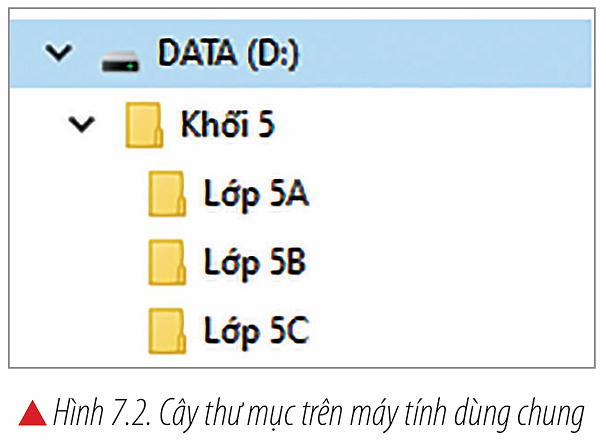 DATA (D:)
Khối 5
Lớp 5A
Lớp 5B
Lớp 5C
▲ Hình 7.2. Cây thư mục trên máy tính dùng chung